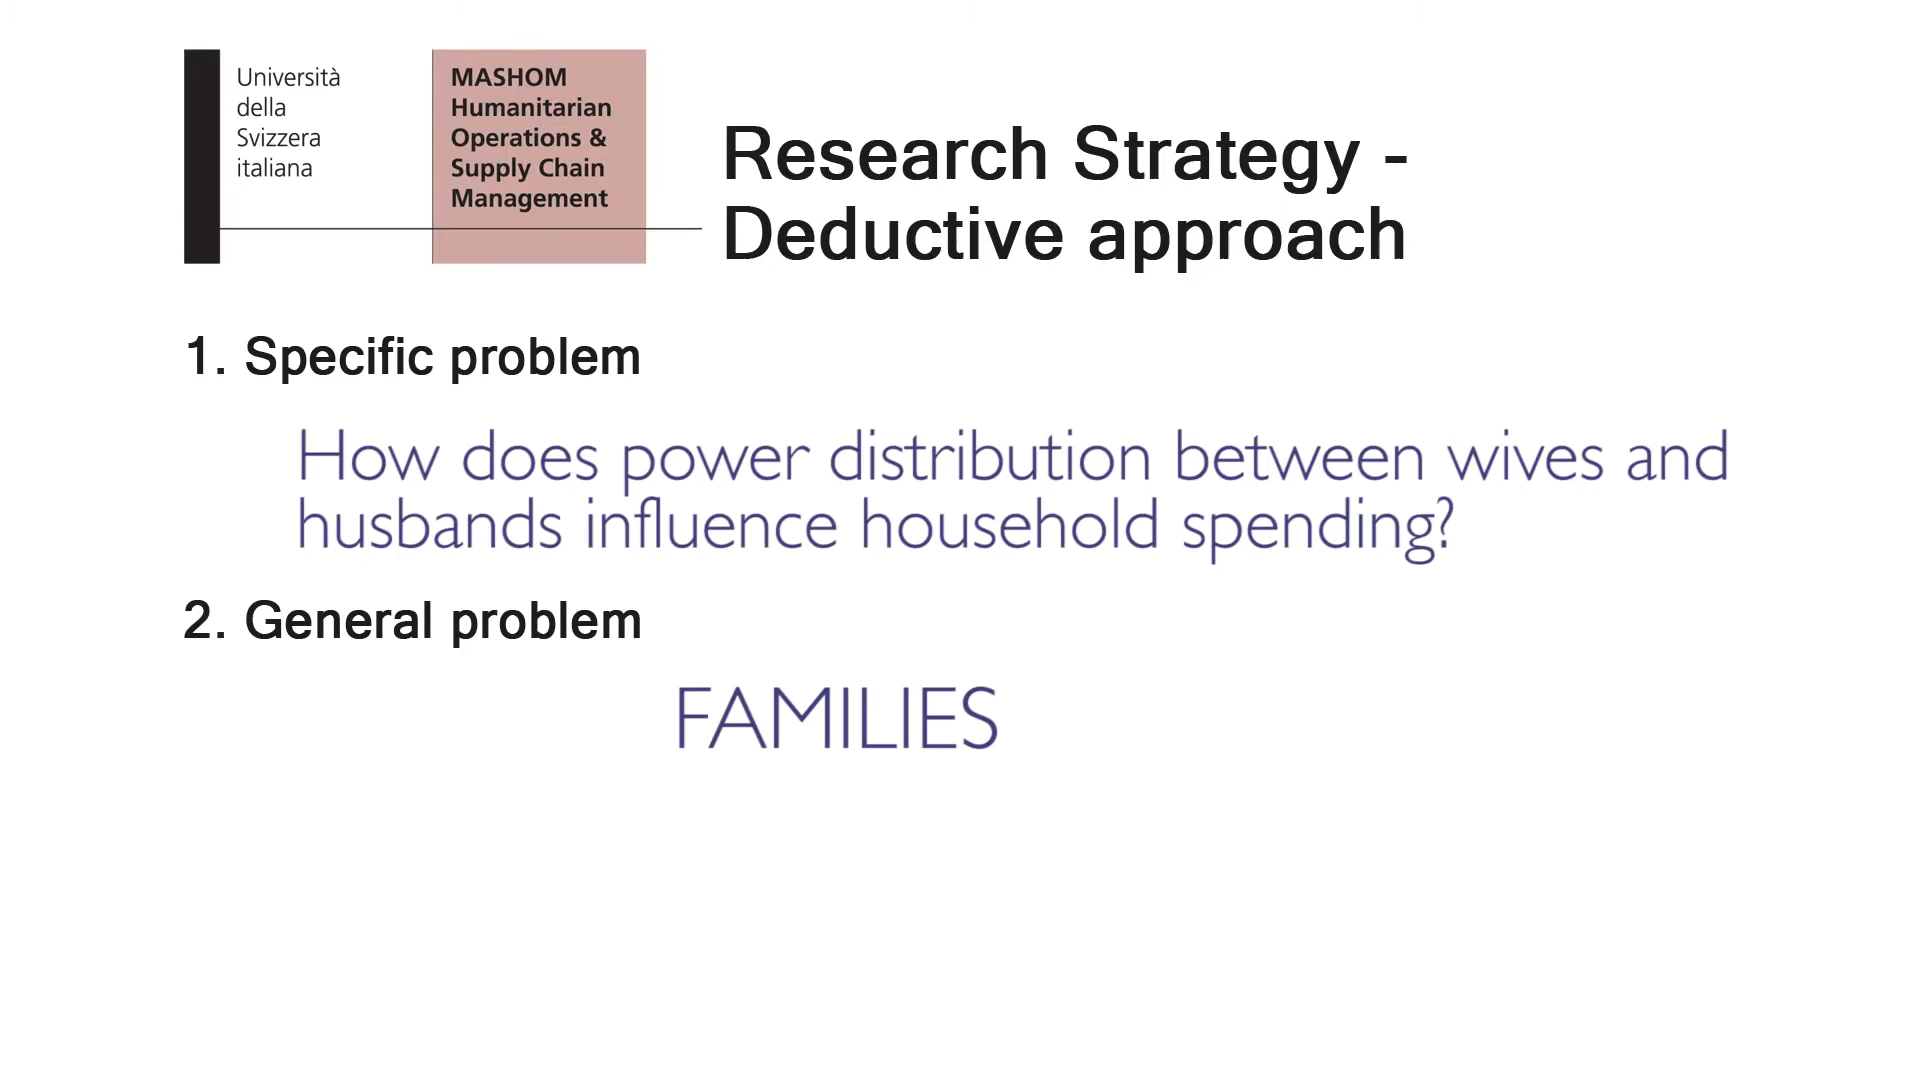 Università
della
Svizzera
italiana
MASHOM
Humanitarian
Operations &
Supply Chain
Management
Research Strategy -
Deductive approach
1. Specific problem
How does power distribution between wives and
husbands influence household spending?
2. General problem
FAMILIES